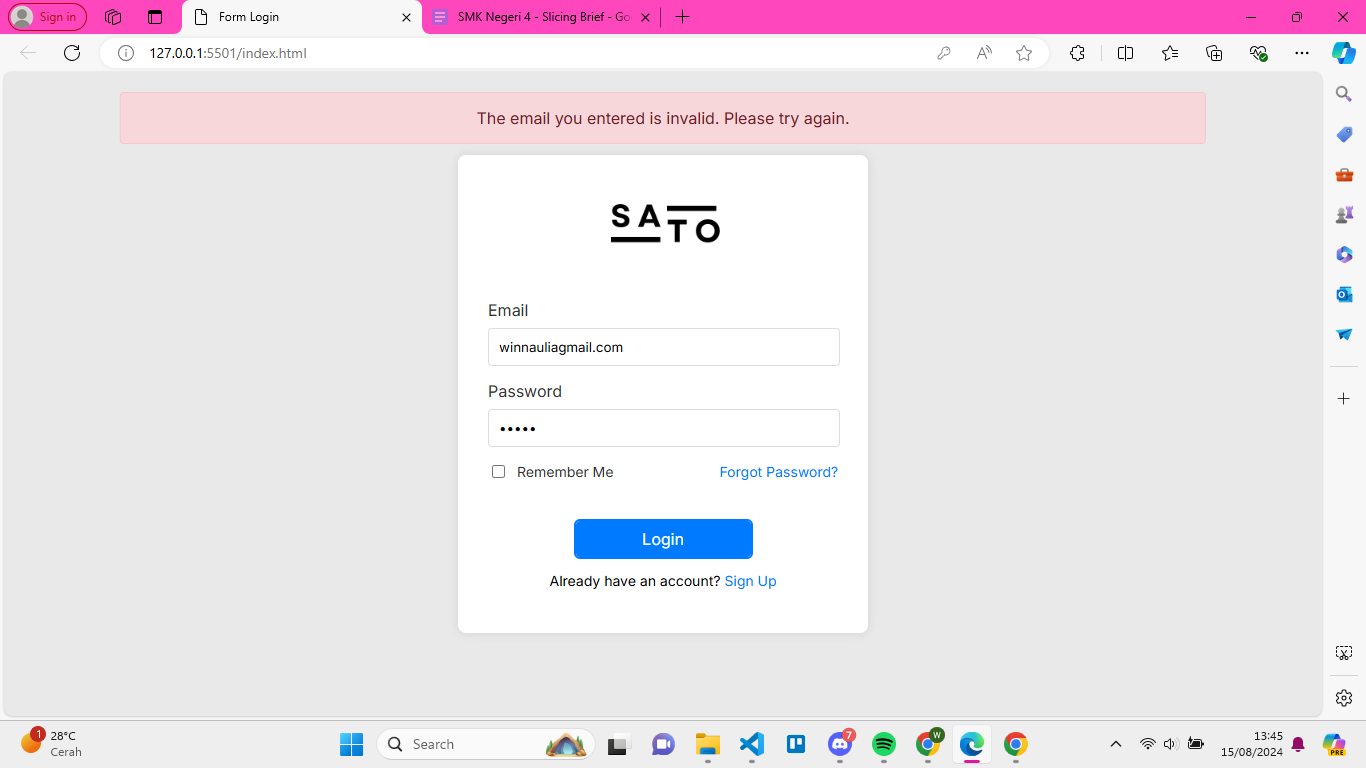 Sign in
Form Login
SMK Negeri 4 - Slicing Brief - Go
127.0.0.1:5501/index.html
The email you entered is invalid. Please try again.
SATO
Email
winnauliagmail.com
Password
Remember Me
Forgot Password?
Login
Already have an account? Sign Up
1
28°C
Cerah
Search
7
W
13:45
15/08/2024
PRE